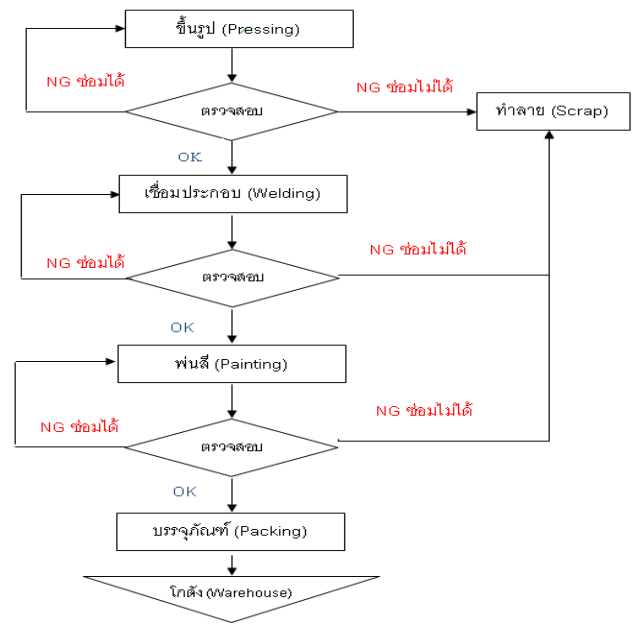 ขึ้นรูป (Pressing)
NG ซ่อมได้
NG ซ่อมไม่ได้
ตรวจสอบ
ทำลาย (Scrap)
OK
เชื่อมประกอบ (Welding)
NG ซ่อมได้
NG ซ่อมไม่ได้
ตรวจสอบ
OK
พ่นสี (Painting)
NG ซ่อมได้
NG ซ่อมไม่ได้
ตรวจสอบ
OK
บรรจุภัณฑ์ (Packing)
โกดัง (Warehouse)